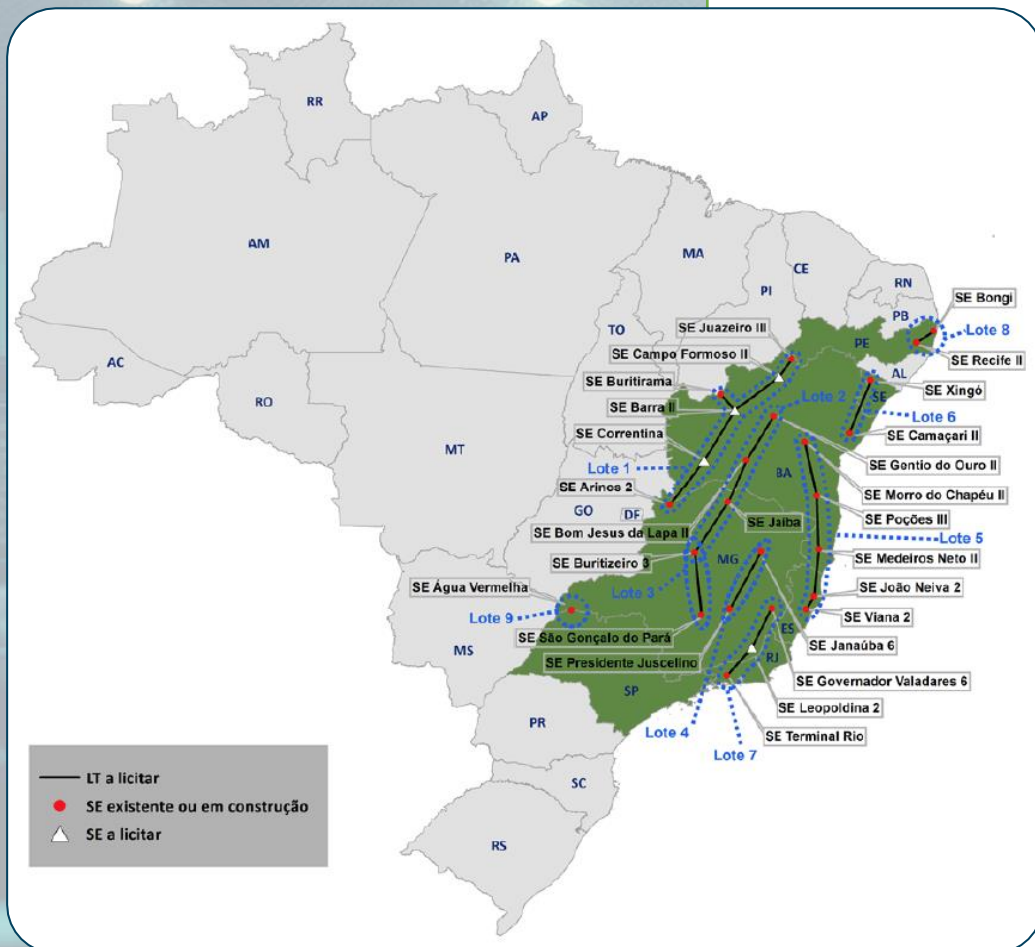 RR
AP
AM
PA
MA
CE
RN
PI
PB
SE Bongi
SE Juazeiro III
TO
PE
Lote 8
SE Campo Formoso II
SE Recife II
AC
AL
SE Buritirama
SE Xingó
RO
SE
SE Barra II
Lote 2
Lote 6
SE Correntina
SE Camaçari II
MT
SE Gentio do Ouro II
Lote 1
BA
SE Arinos 2
SE Morro do Chapéu II
GO
DF
SE Jaíba
SE Poções III
SE Bom Jesus da Lapa II
Lote 5
SE Buritizeiro 3
MG
SE Medeiros Neto II
SE Água Vermelha
Lote 3
SE João Neiva 2
Lote 9
SE Viana 2
SE São Gonçalo do Pará
ES
SE Janaúba 6
MS
SE Presidente Juscelino
RJ
SE Governador Valadares 6
SP
SE Leopoldina 2
PR
Lote 4
SE Terminal Rio
Lote 7
LT a licitar
SC
SE existente ou em construção
SE a licitar
RS